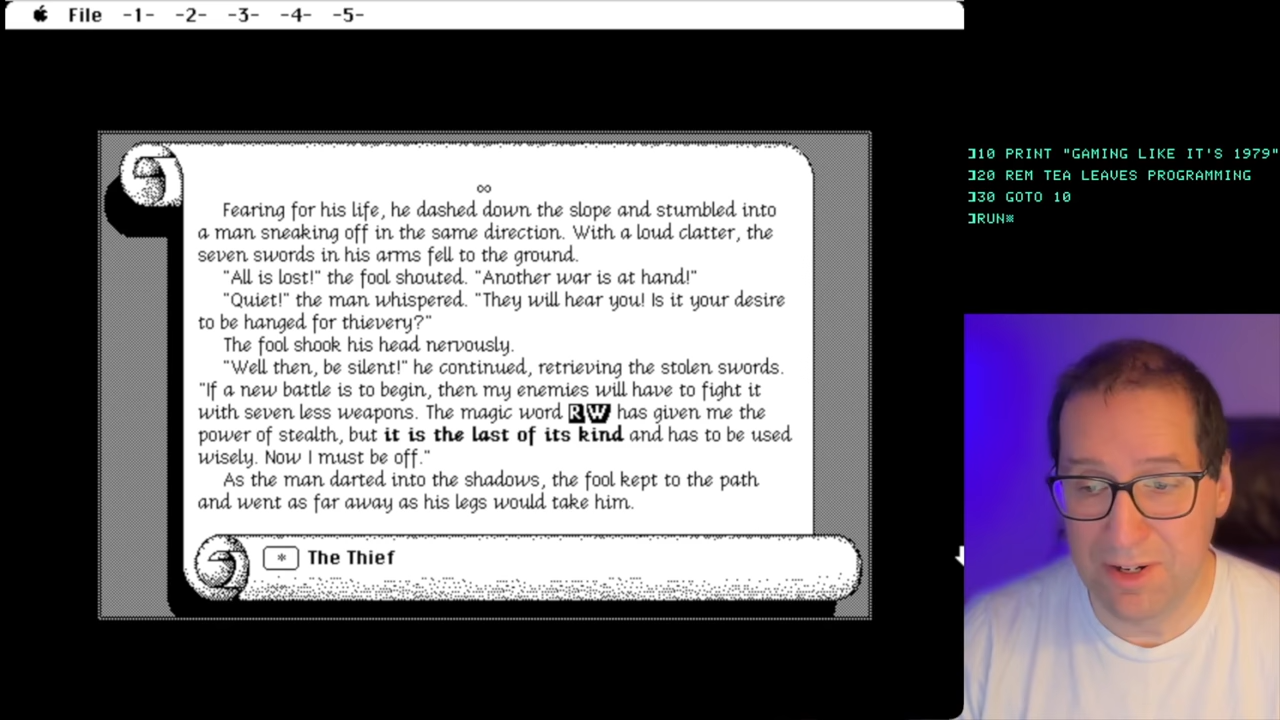 File -1- -2- -3- -4- -5-
∞
Fearing for his life, he dashed down the slope and stumbled into
a man sneaking off in the same direction. With a loud clatter, the
seven swords in his arms fell to the ground.
"All is lost!" the fool shouted. "Another war is at hand!"
"Quiet!" the man whispered. "They will hear you! Is it your desire
to be hanged for thievery?"
The fool shook his head nervously.
"Well then, be silent!" he continued, retrieving the stolen swords.
"If a new battle is to begin, then my enemies will have to fight it
with seven less weapons. The magic word RW has given me the
power of stealth, but it is the last of its kind and has to be used
wisely. Now I must be off."
As the man darted into the shadows, the fool kept to the path
and went as far away as his legs would take him.
* The Thief
]10 PRINT "GAMING LIKE IT'S 1979"
]20 REM TEA LEAVES PROGRAMMING
]30 GOTO 10
]RUN